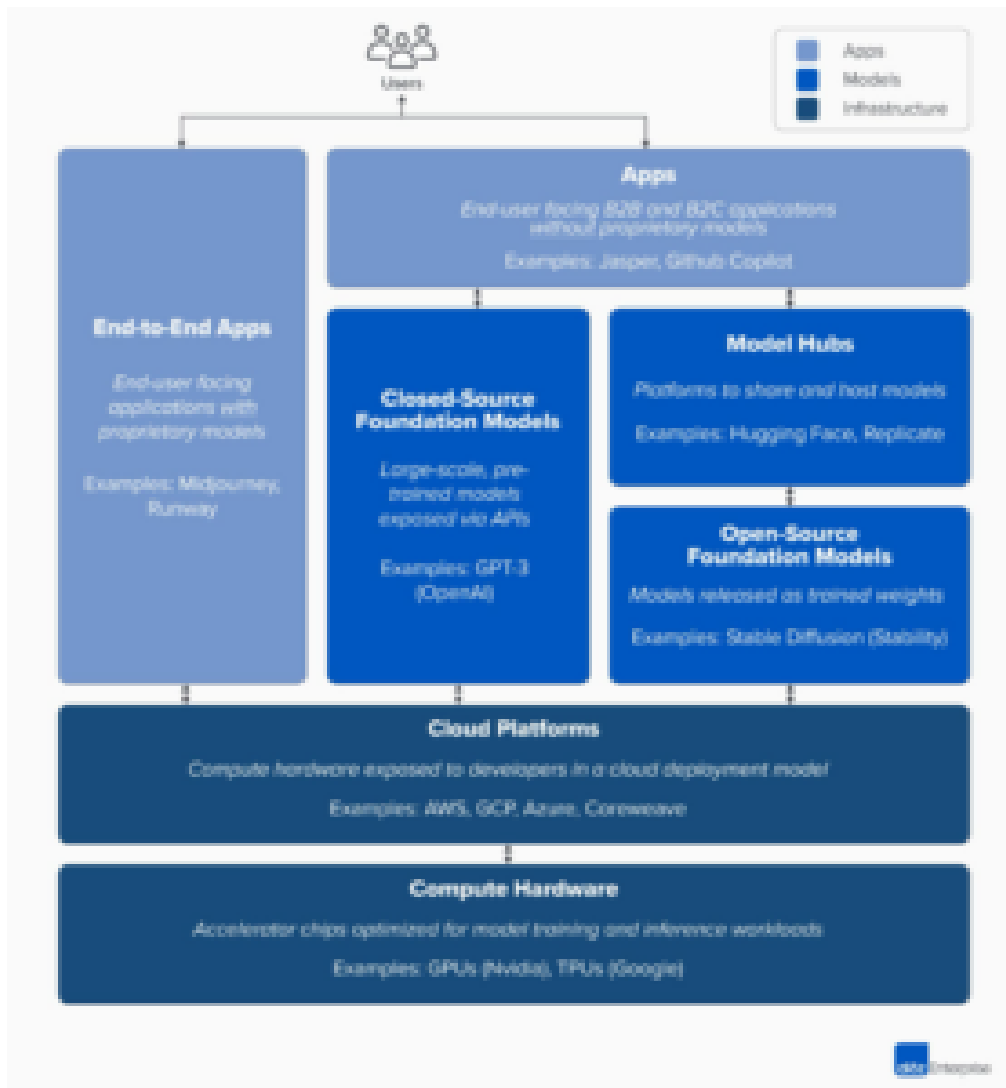 Users
Apps
Models
Infrastructure
Apps
End-user facing B2B and B2C applications
without proprietary models
Examples: Jasper, Github Copilot
End-to-End Apps
End-user facing
applications with
proprietary models
Examples: Midjourney,
Runway
Closed-Source
Foundation Models
Large-scale, pre-
trained models
exposed via APIs
Examples: GPT-3
(OpenAI)
Model Hubs
Platforms to share and host models
Examples: Hugging Face, Replicate
Open-Source
Foundation Models
Models released as trained weights
Examples: Stable Diffusion (Stability)
Cloud Platforms
Compute hardware exposed to developers in a cloud deployment model
Examples: AWS, GCP, Azure, Coreweave
Compute Hardware
Accelerator chips optimized for model training and inference workloads
Examples: GPUs (Nvidia), TPUs (Google)
Enterprise